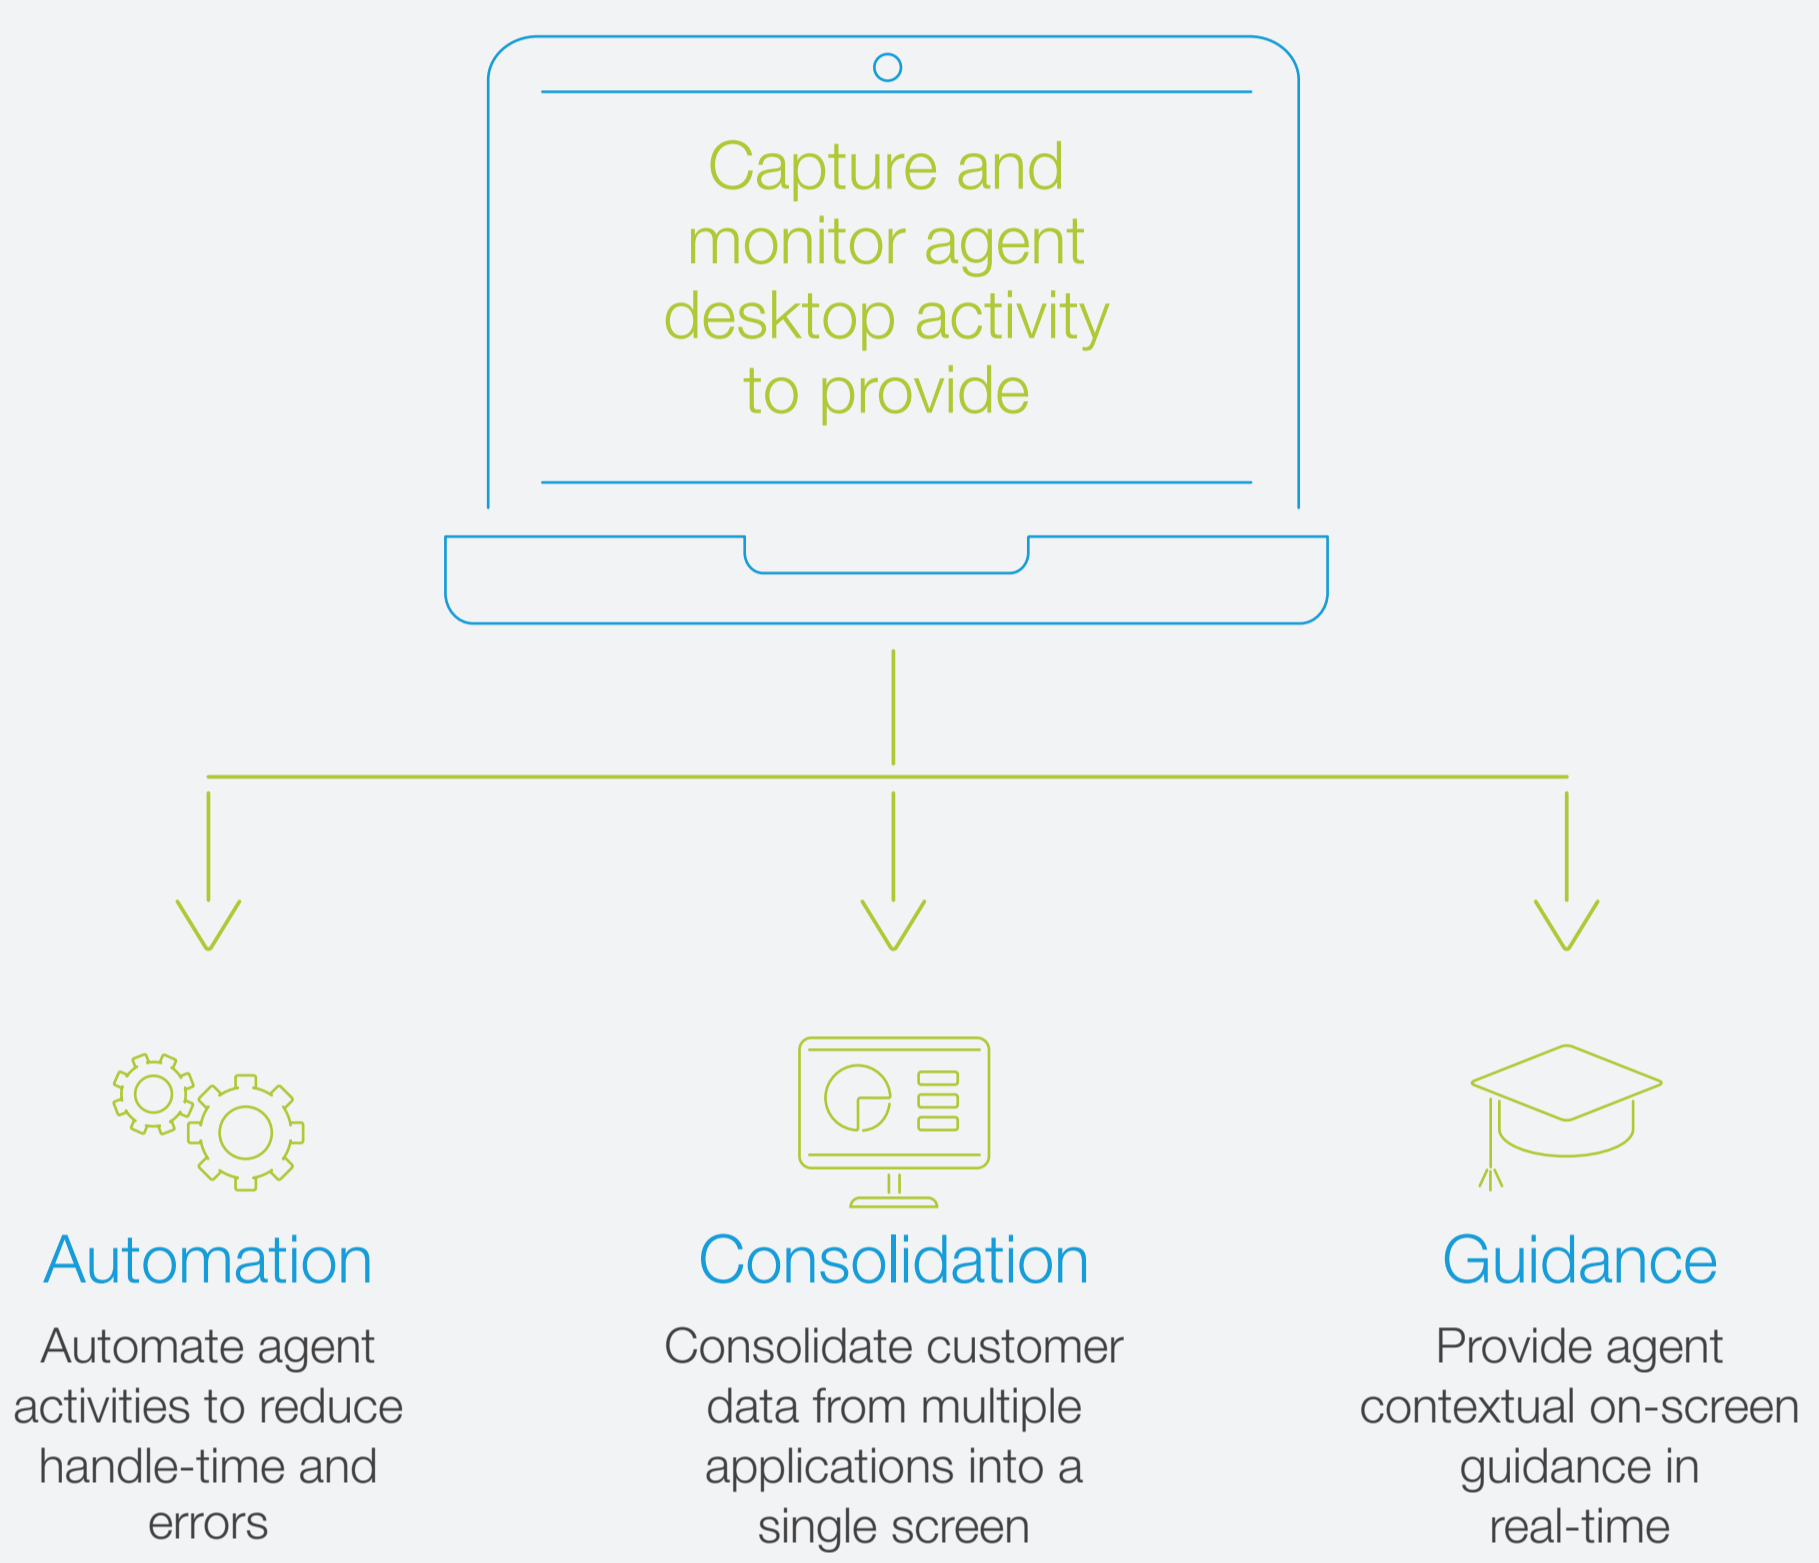 Capture and
monitor agent
desktop activity
to provide
Automation
Automate agent
activities to reduce
handle-time and
errors
Consolidation
Consolidate customer
data from multiple
applications into a
single screen
Guidance
Provide agent
contextual on-screen
guidance in
real-time